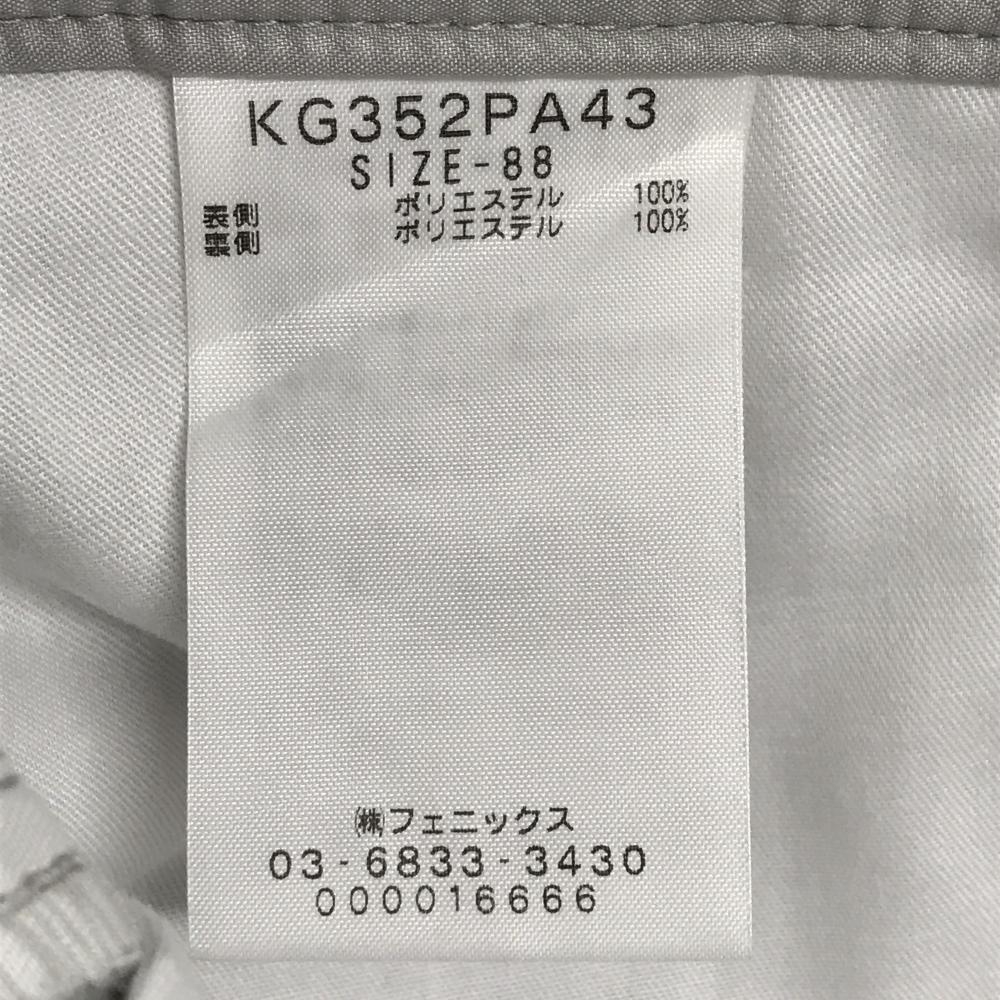 KG352PA43
SIZE-88
表側 ポリエステル 100%
裏側 ポリエステル 100%
㈱フェニックス
03-6833-3430
000016666